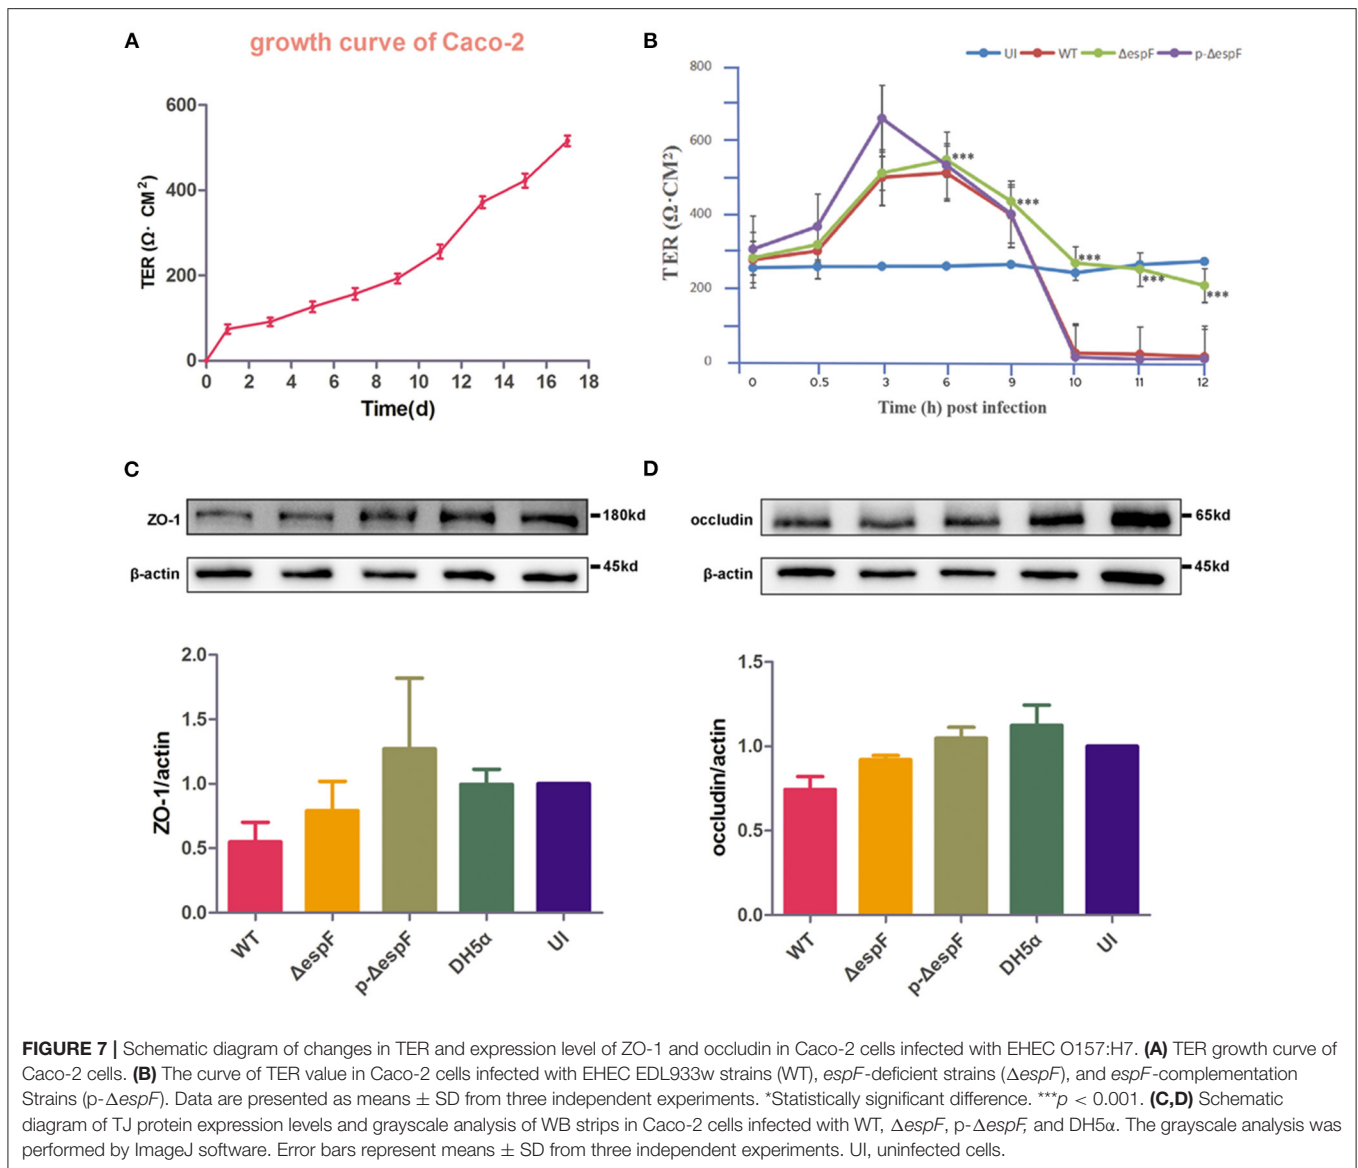 A
growth curve of Caco-2
600
400
200
0
TER (Ω· CM²)
0 2 4 6 8 10 12 14 16 18
Time(d)
B
UI WT ΔespF p-ΔespF
800
600
400
200
0
TER (Ω·CM²)
***
***
***
***
***
0 0.5 3 6 9 10 11 12
Time (h) post infection
C
ZO-1
180kd
β-actin
45kd
2.0
1.5
1.0
0.5
0.0
ZO-1/actin
WT ΔespF p-ΔespF DH5α UI
D
occludin
65kd
β-actin
45kd
1.5
1.0
0.5
0.0
occludin/actin
WT ΔespF p-ΔespF DH5α UI
FIGURE 7 | Schematic diagram of changes in TER and expression level of ZO-1 and occludin in Caco-2 cells infected with EHEC O157:H7. (A) TER growth curve of
Caco-2 cells. (B) The curve of TER value in Caco-2 cells infected with EHEC EDL933w strains (WT), espF-deficient strains (ΔespF), and espF-complementation
Strains (p-ΔespF). Data are presented as means ± SD from three independent experiments. *Statistically significant difference. ***p < 0.001. (C,D) Schematic
diagram of TJ protein expression levels and grayscale analysis of WB strips in Caco-2 cells infected with WT, ΔespF, p-ΔespF, and DH5α. The grayscale analysis was
performed by ImageJ software. Error bars represent means ± SD from three independent experiments. UI, uninfected cells.